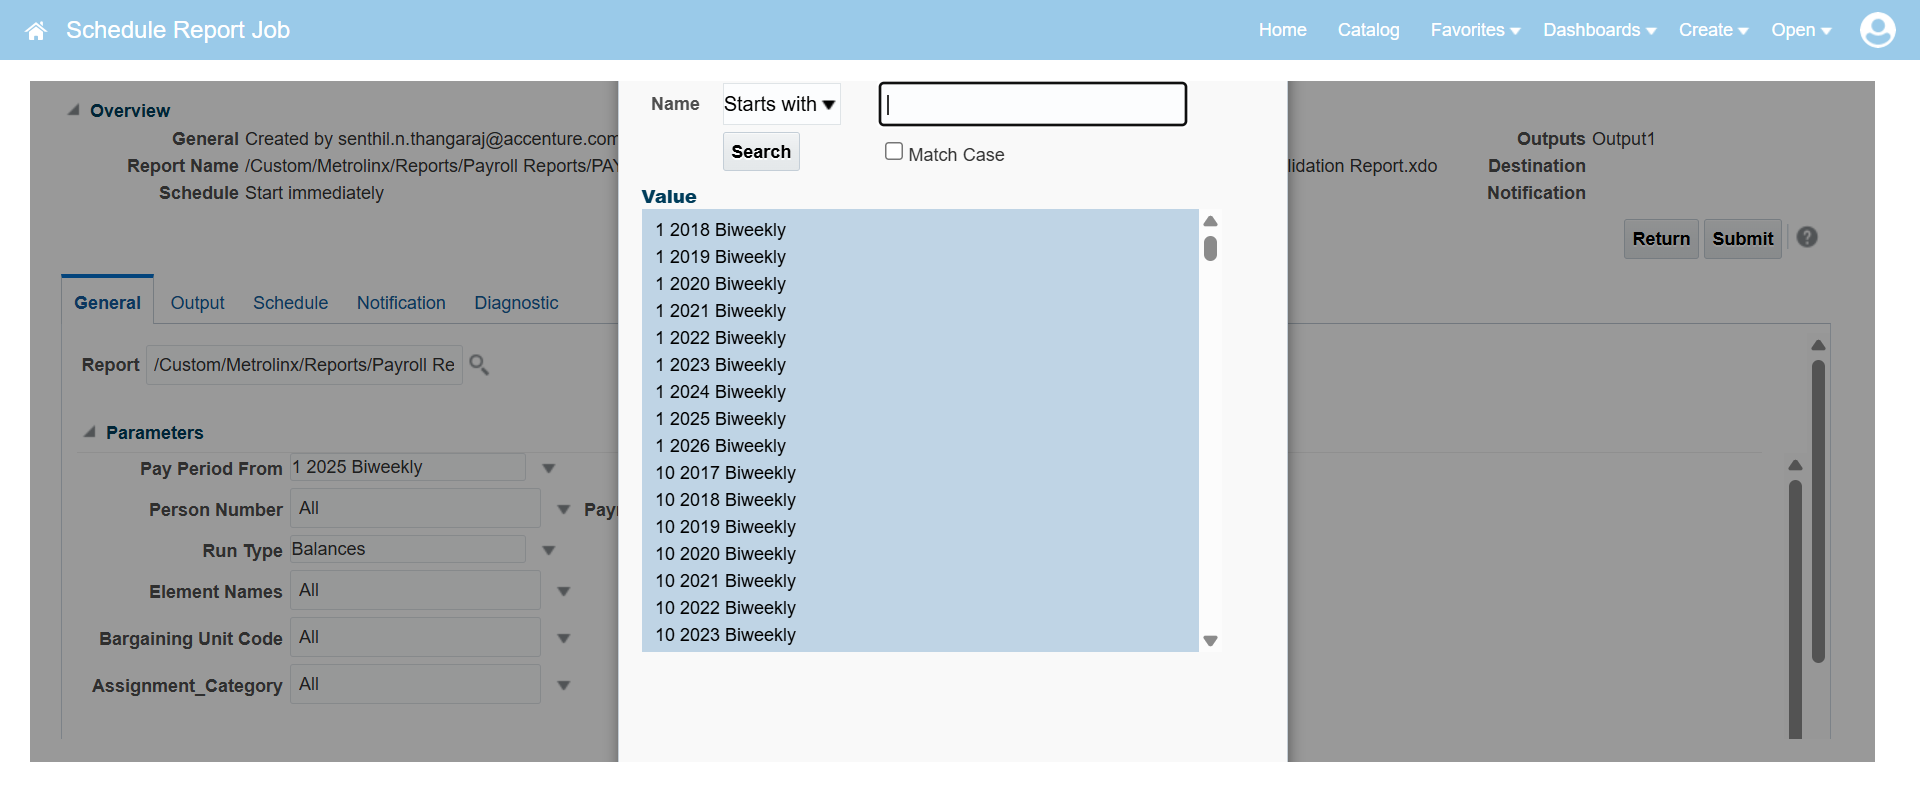 Schedule Report Job
Home Catalog Favorites Dashboards Create Open
Overview
General Created by senthil.n.thangaraj@accenture.com
Report Name /Custom/Metrolinx/Reports/Payroll Reports/PAY
Schedule Start immediately
lidation Report.xdo
Outputs Output1
Destination
Notification
Return Submit ?
General Output Schedule Notification Diagnostic
Report /Custom/Metrolinx/Reports/Payroll Re
Parameters
Pay Period From 1 2025 Biweekly
Person Number All
Run Type Balances
Element Names All
Bargaining Unit Code All
Assignment_Category All
Name Starts with
Search Match Case
Value
1 2018 Biweekly
1 2019 Biweekly
1 2020 Biweekly
1 2021 Biweekly
1 2022 Biweekly
1 2023 Biweekly
1 2024 Biweekly
1 2025 Biweekly
1 2026 Biweekly
10 2017 Biweekly
10 2018 Biweekly
10 2019 Biweekly
10 2020 Biweekly
10 2021 Biweekly
10 2022 Biweekly
10 2023 Biweekly